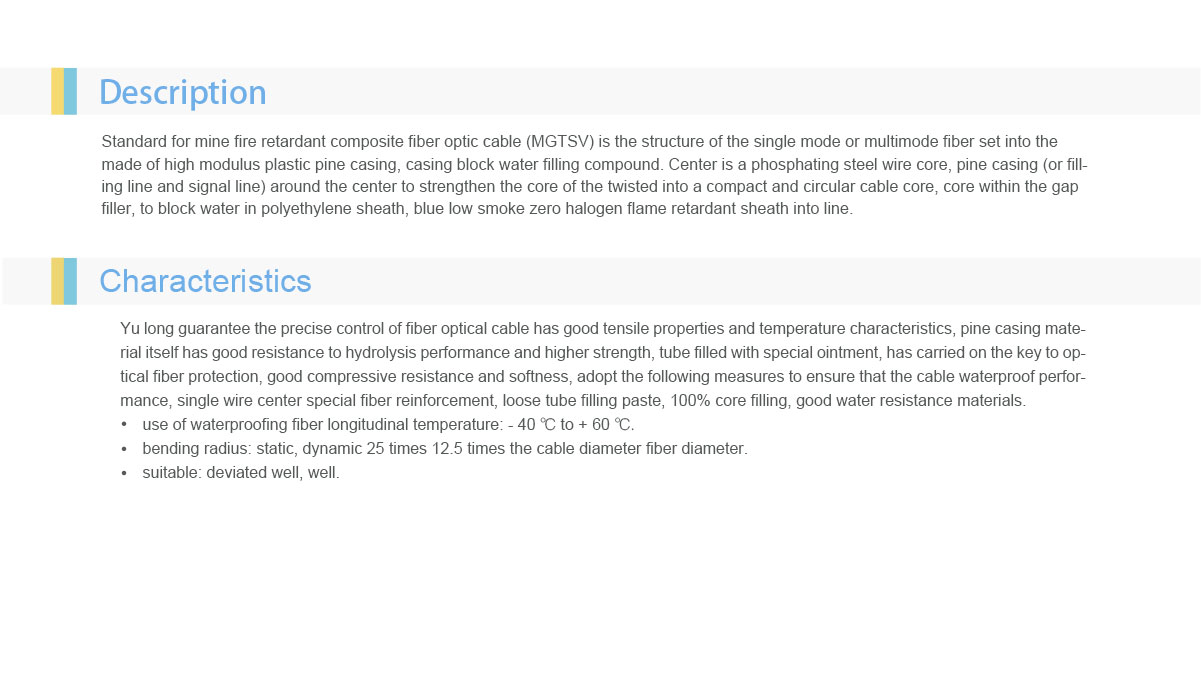 Description
Standard for mine fire retardant composite fiber optic cable (MGTSV) is the structure of the single mode or multimode fiber set into the
made of high modulus plastic pine casing, casing block water filling compound. Center is a phosphating steel wire core, pine casing (or fill-
ing line and signal line) around the center to strengthen the core of the twisted into a compact and circular cable core, core within the gap
filler, to block water in polyethylene sheath, blue low smoke zero halogen flame retardant sheath into line.
Characteristics
Yu long guarantee the precise control of fiber optical cable has good tensile properties and temperature characteristics, pine casing mate-
rial itself has good resistance to hydrolysis performance and higher strength, tube filled with special ointment, has carried on the key to op-
tical fiber protection, good compressive resistance and softness, adopt the following measures to ensure that the cable waterproof perfor-
mance, single wire center special fiber reinforcement, loose tube filling paste, 100% core filling, good water resistance materials.
• use of waterproofing fiber longitudinal temperature: - 40 ℃ to + 60 ℃.
• bending radius: static, dynamic 25 times 12.5 times the cable diameter fiber diameter.
• suitable: deviated well, well.